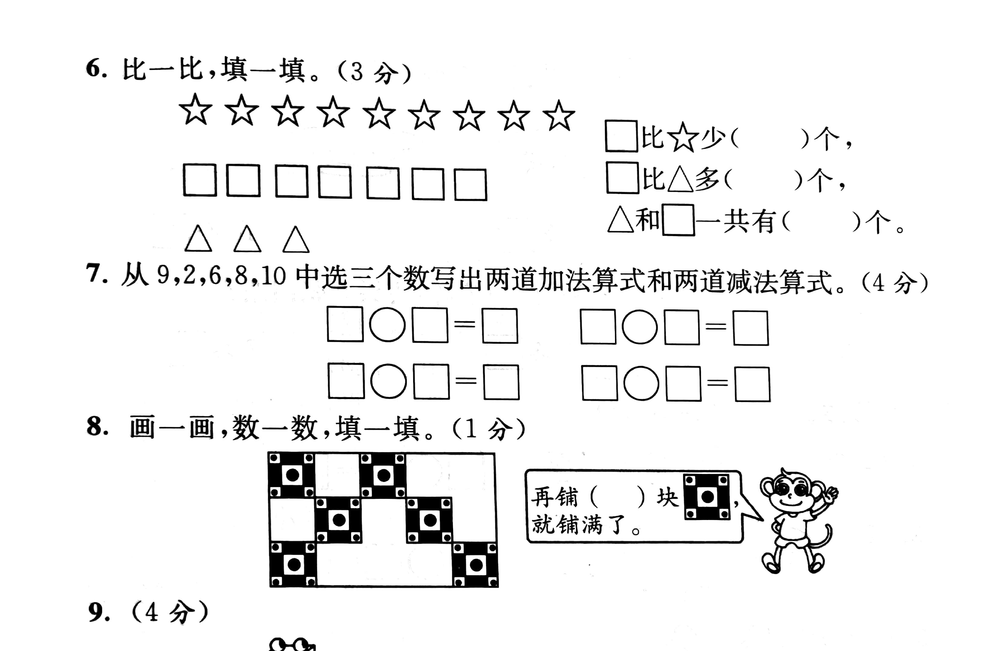 6. 比一比,填一填。(3 分)
☆ ☆ ☆ ☆ ☆ ☆ ☆ ☆ ☆
□比☆少(　　)个,
□ □ □ □ □ □ □
□比△多(　　)个,
△和□一共有(　　)个。
△ △ △
7. 从 9,2,6,8,10 中选三个数写出两道加法算式和两道减法算式。(4 分)
□○□=□　□○□=□
□○□=□　□○□=□
8. 画一画,数一数,填一填。(1 分)
再铺(　)块　,
就铺满了。
9. (4 分)